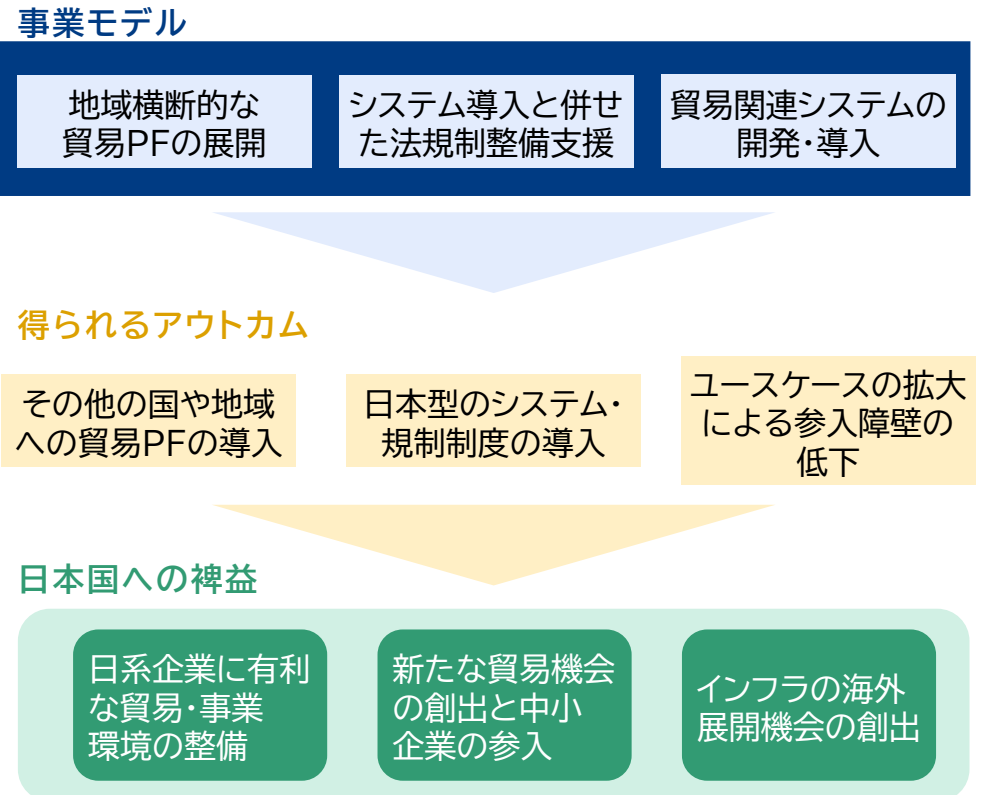 事業モデル
地域横断的な
貿易PFの展開
システム導入と併せ
た法規制整備支援
貿易関連システムの
開発・導入
得られるアウトカム
その他の国や地域
への貿易PFの導入
日本型のシステム・
規制制度の導入
ユースケースの拡大
による参入障壁の
低下
日本国への裨益
日系企業に有利
な貿易・事業
環境の整備
新たな貿易機会
の創出と中小
企業の参入
インフラの海外
展開機会の創出